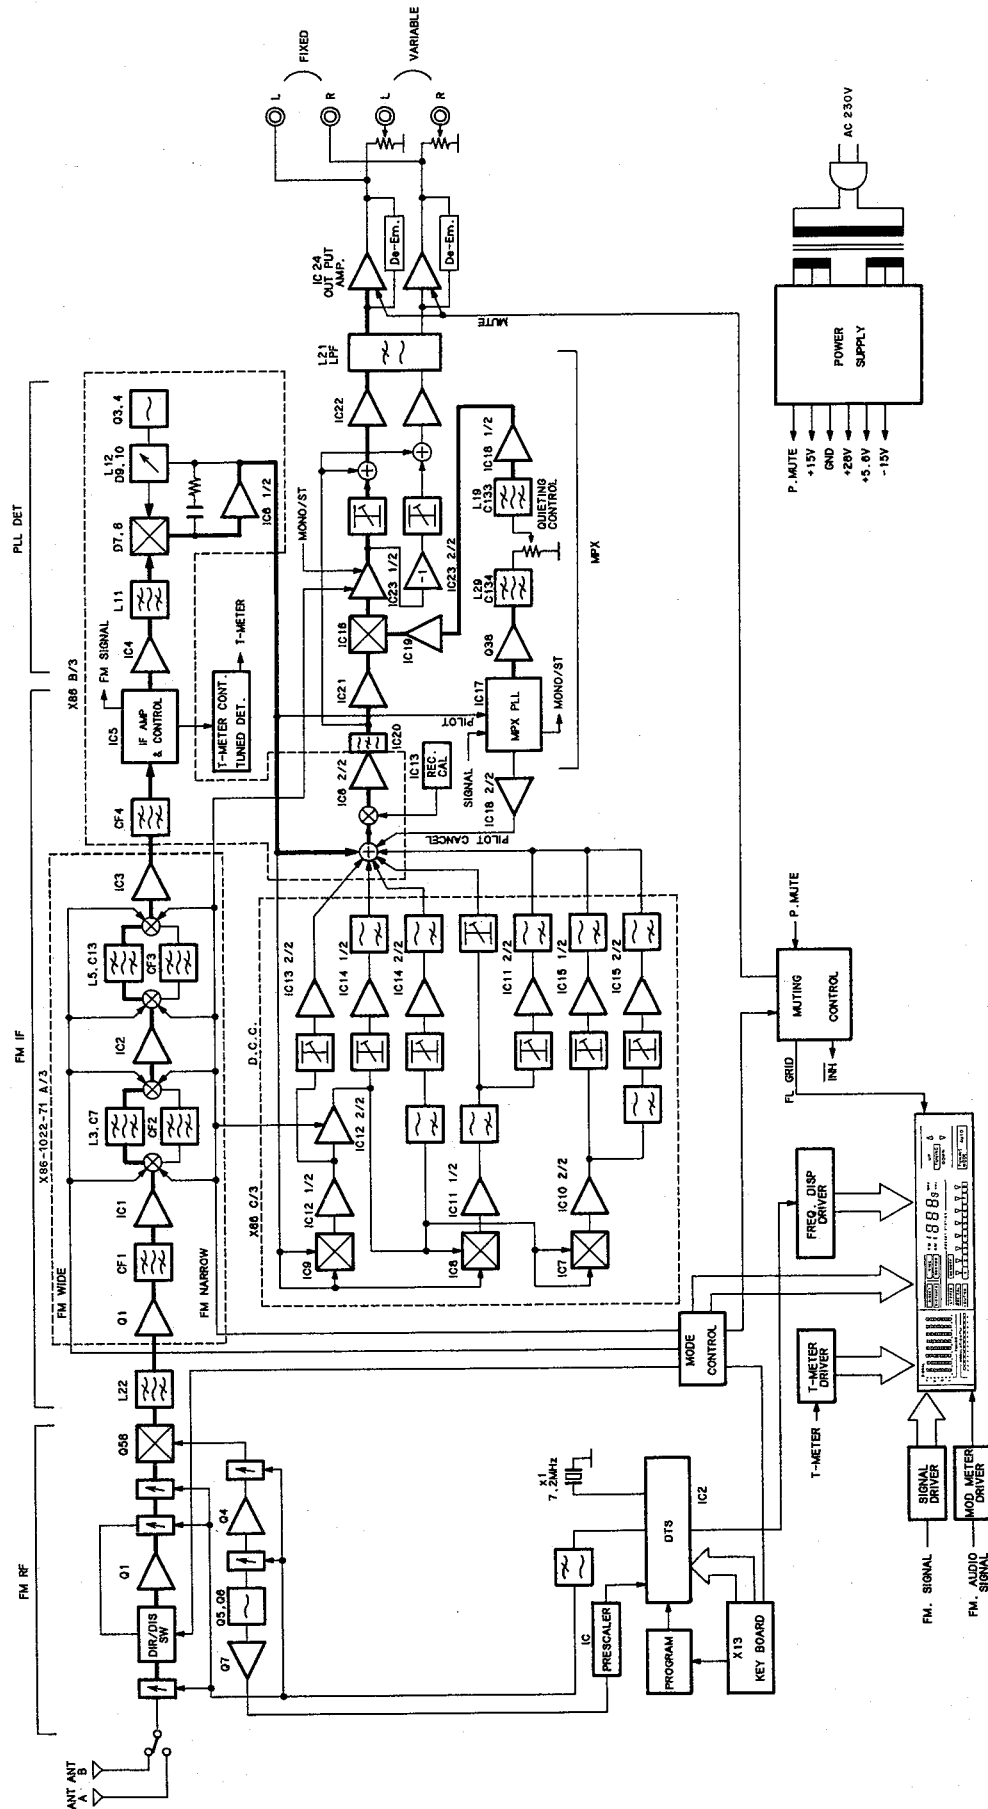 ANT A
ANT B
FM RF
DIR/DIS
SW
Q1
Q58
Q7
Q5,Q6
Q4
FM IF
L22
FM WIDE
X86-1022-71 A/3
Q1
CF1
IC1
FM NARROW
L3,C7
CF2
IC2
L5,C13
CF3
IC3
X86 B/3
CF4
IC5
IF AMP
& CONTROL
FM SIGNAL
T-METER CONT.
TUNED DET.
T-METER
PLL DET
IC4
L11
D7,8
L12
D9,10
Q3,4
IC6 1/2
X86 C/3
D.C.C.
IC9
IC12 1/2
IC12 2/2
IC13 2/2
IC14 1/2
IC14 2/2
IC8
IC11 1/2
IC11 2/2
IC7
IC10 2/2
IC15 1/2
IC15 2/2
IC6 2/2
IC13
REC.
CAL
IC20
IC21
IC16
IC23 1/2
MONO/ST
-1
IC23 2/2
IC22
L21
LPF
IC24
OUT PUT
AMP.
De-Em.
De-Em.
MUTE
L
R
FIXED
L
R
VARIABLE
PILOT CANCEL
IC18 2/2
SIGNAL
PILOT
IC17
MPX PLL
MONO/ST
Q38
L29
C134
QUIETING
CONTROL
L19
C133
IC18 1/2
IC19
MPX
IC
PRESCALER
X1
7.2MHz
DTS
IC2
PROGRAM
X13
KEY BOARD
MODE
CONTROL
MUTING
CONTROL
P.MUTE
INH
FL GRID
FREQ. DISP
DRIVER
T-METER
T-METER
DRIVER
FM. SIGNAL
SIGNAL
DRIVER
FM. AUDIO
SIGNAL
MOD METER
DRIVER
POWER
SUPPLY
P.MUTE
+15V
GND
+26V
+5.6V
-15V
AC 230V